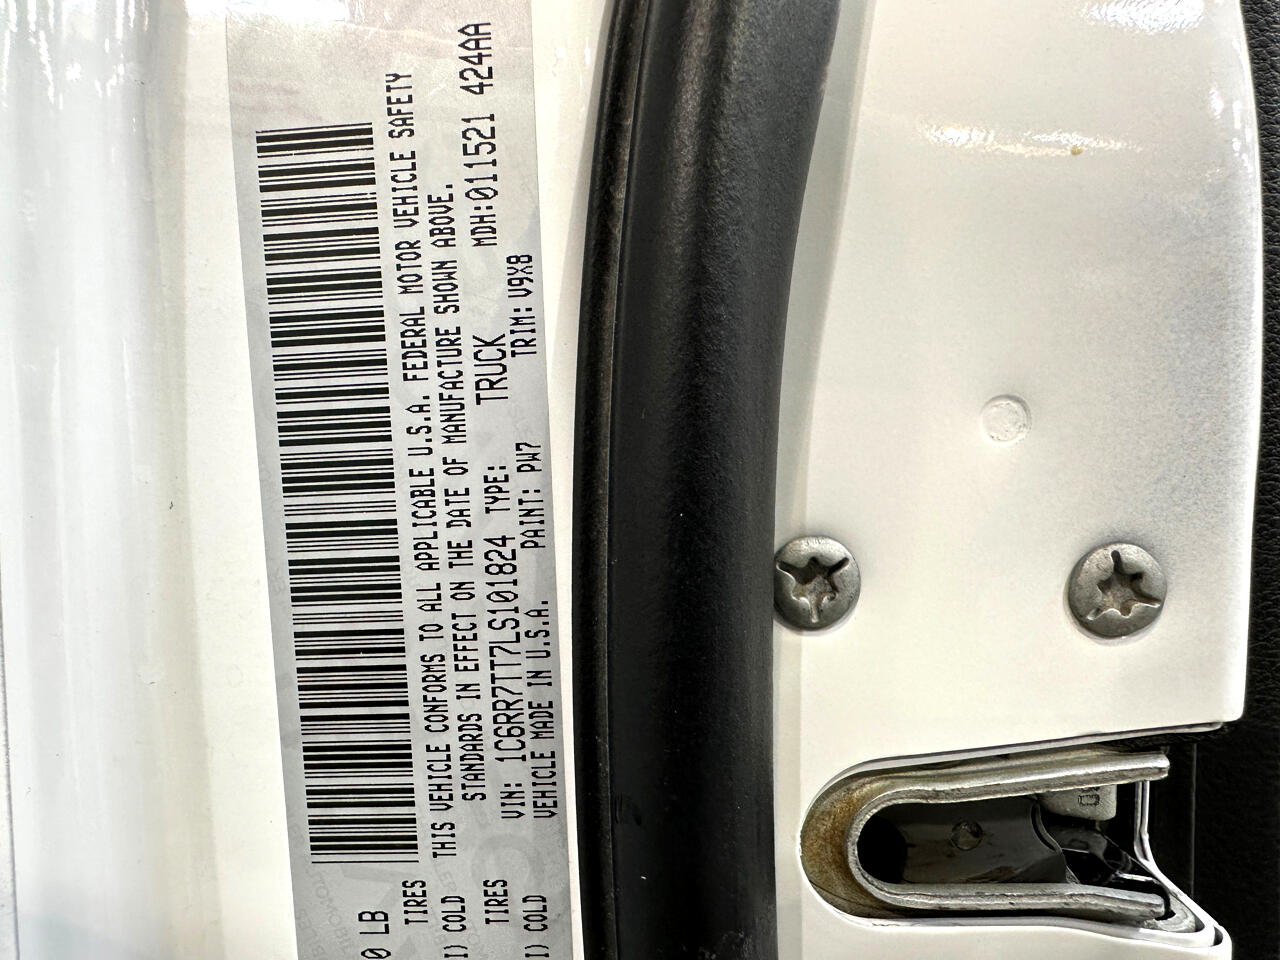 0 LB
TIRES
I) COLD
TIRES
I) COLD
THIS VEHICLE CONFORMS TO ALL APPLICABLE U.S.A. FEDERAL MOTOR VEHICLE SAFETY
STANDARDS IN EFFECT ON THE DATE OF MANUFACTURE SHOWN ABOVE.
VIN: 1C6RR7TT7LS101824 TYPE: TRUCK MDH:011521 424AA
VEHICLE MADE IN U.S.A. PAINT: PW7 TRIM: V9X8